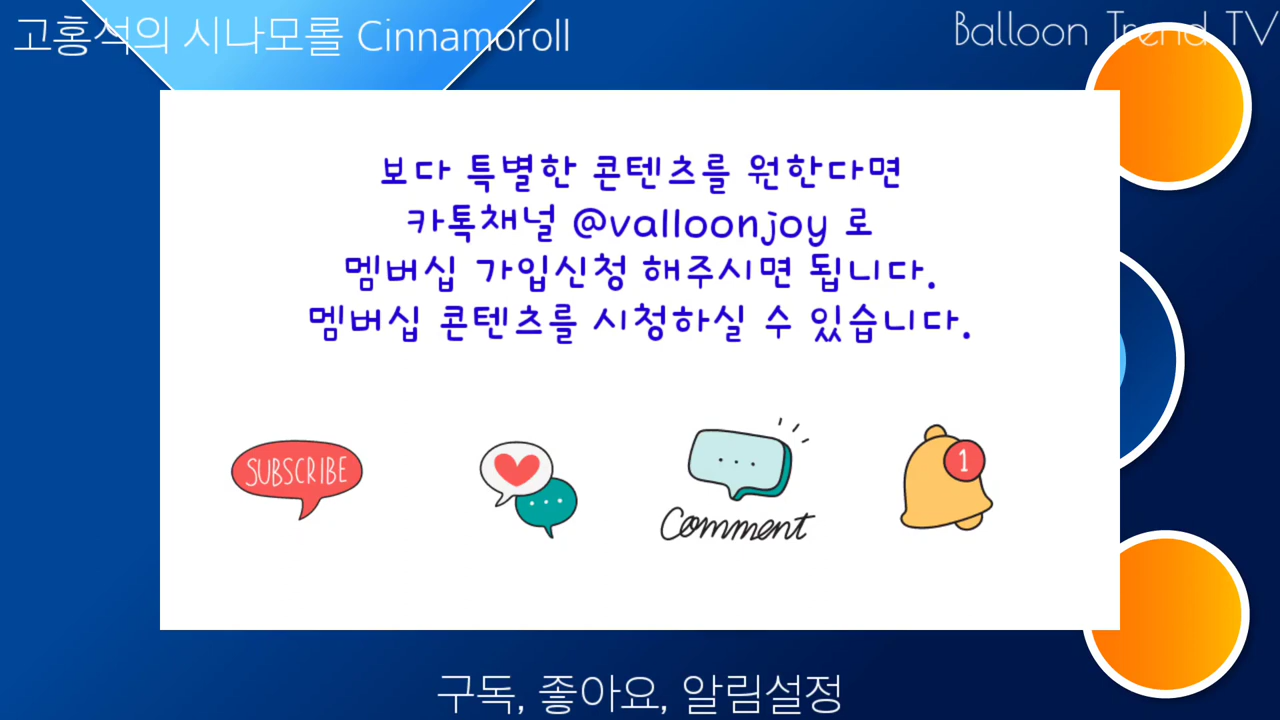 고홍석의 시나모롤 Cinnamoroll
Balloon Trend TV
보다 특별한 콘텐츠를 원한다면
카톡채널 @valloonjoy 로
멤버십 가입신청 해주시면 됩니다.
멤버십 콘텐츠를 시청하실 수 있습니다.
SUBSCRIBE
1
Comment
구독, 좋아요, 알림설정